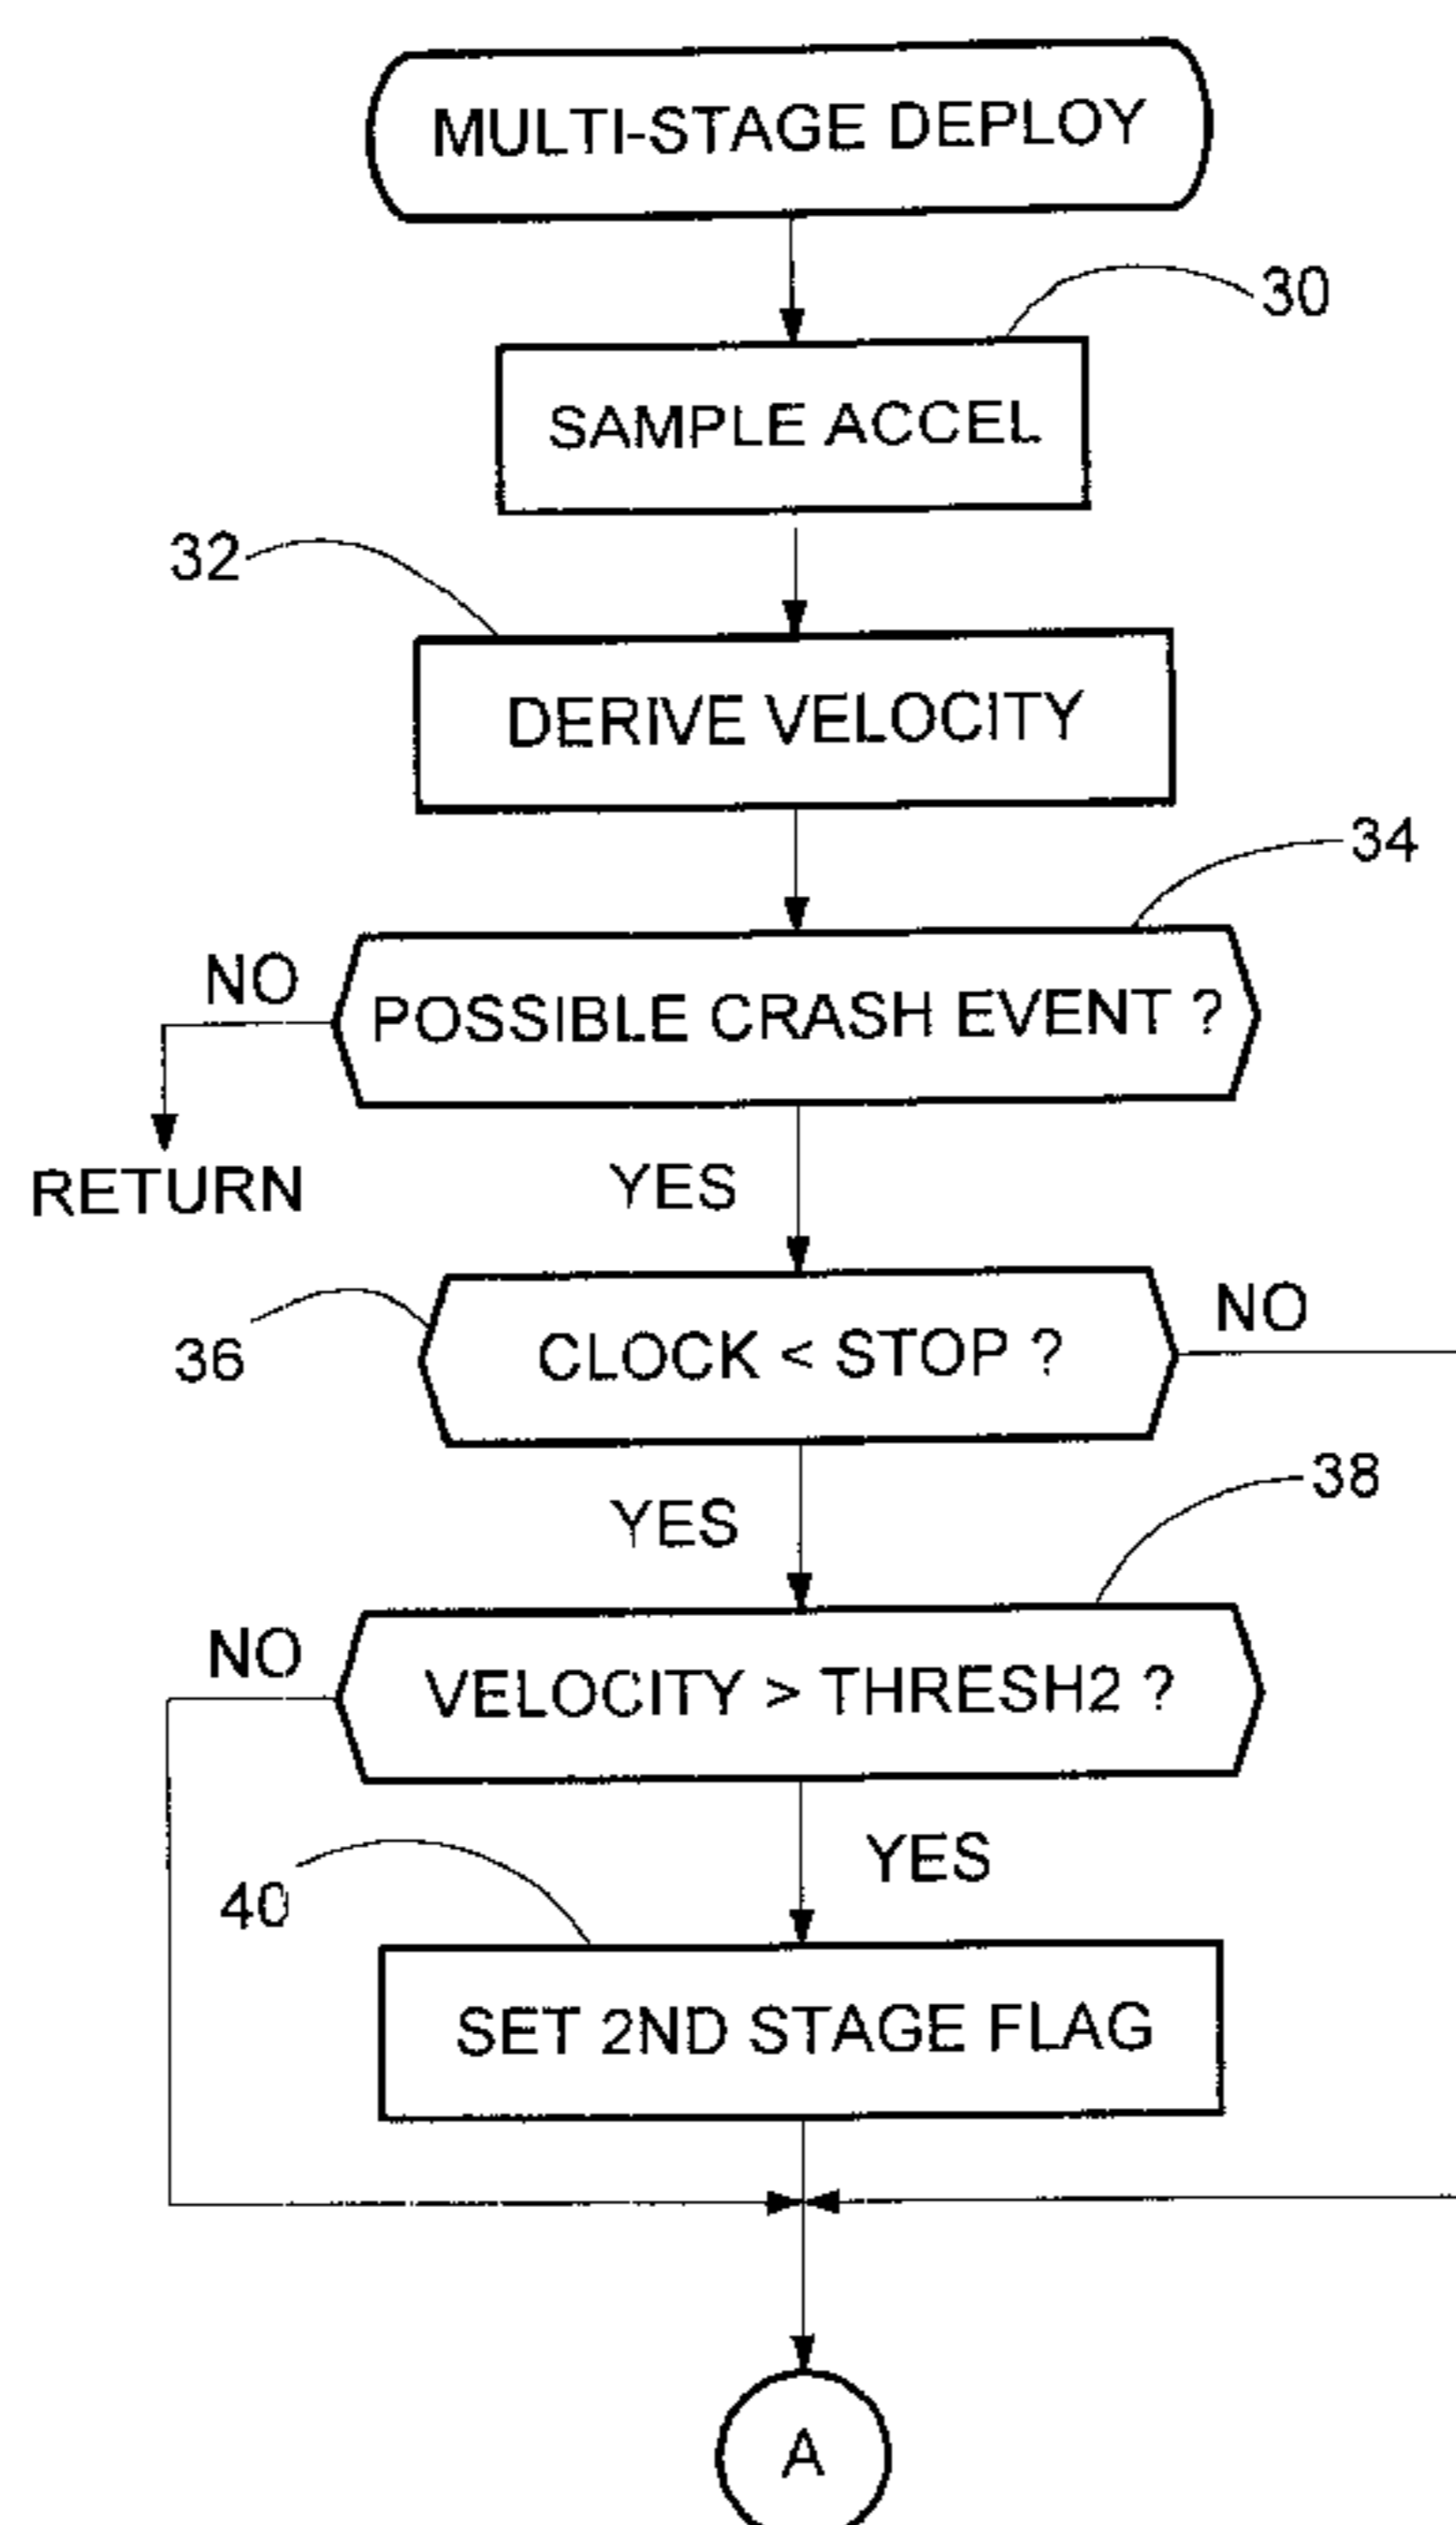 MULTI-STAGE DEPLOY
30
SAMPLE ACCEL
32
DERIVE VELOCITY
34
NO
POSSIBLE CRASH EVENT ?
RETURN
YES
36
CLOCK < STOP ?
NO
YES
38
NO
VELOCITY > THRESH2 ?
YES
40
SET 2ND STAGE FLAG
A